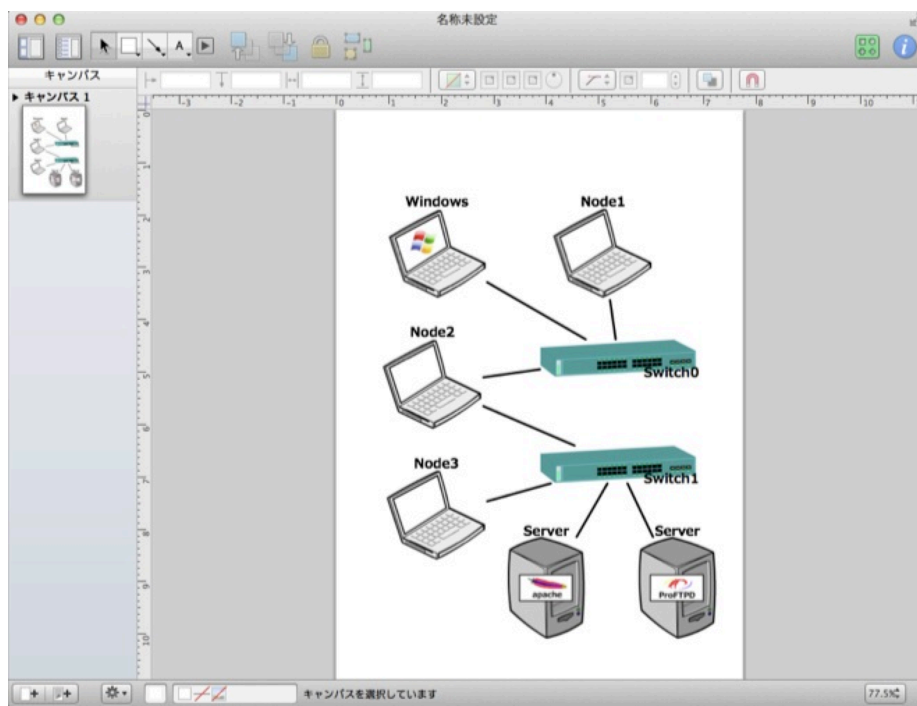 名称未設定
キャンバス
キャンバス 1
Windows
Node1
Node2
Switch0
Node3
Switch1
Server
Server
apache
ProFTPD
キャンバスを選択しています
77.5%